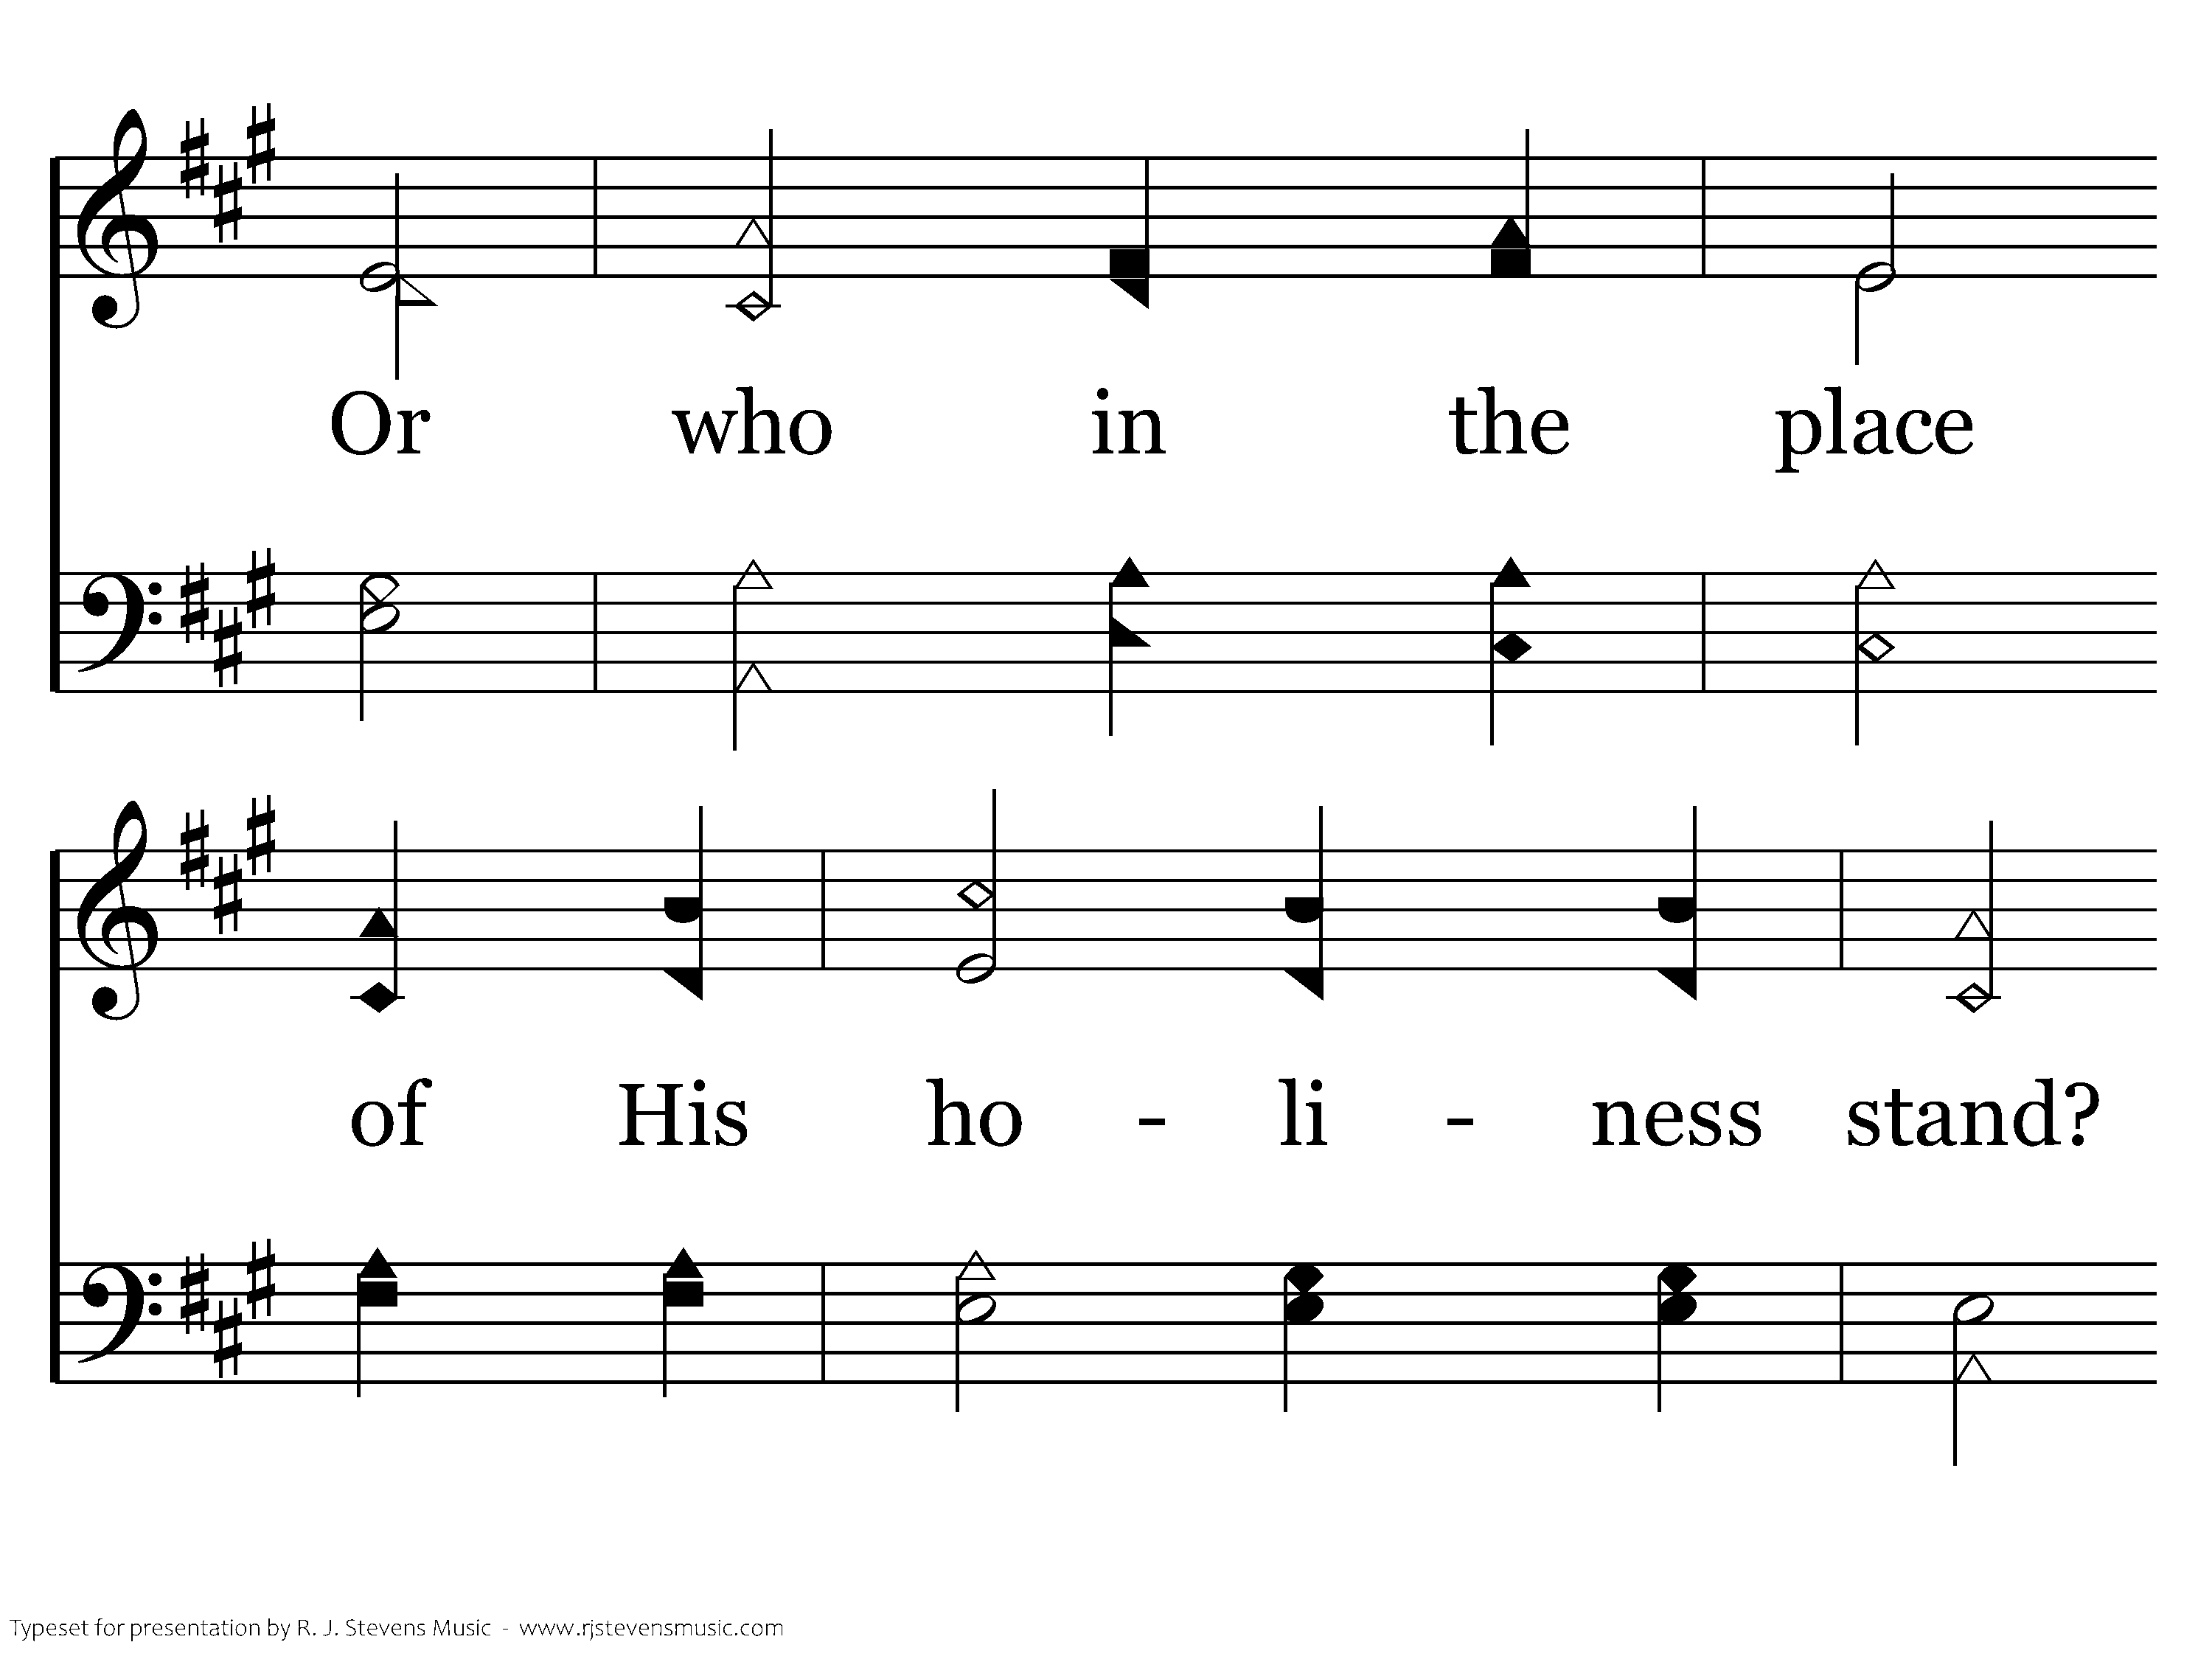 Or who in the place
of His ho - li - ness stand?
Typeset for presentation by R. J. Stevens Music - www.rjstevensmusic.com